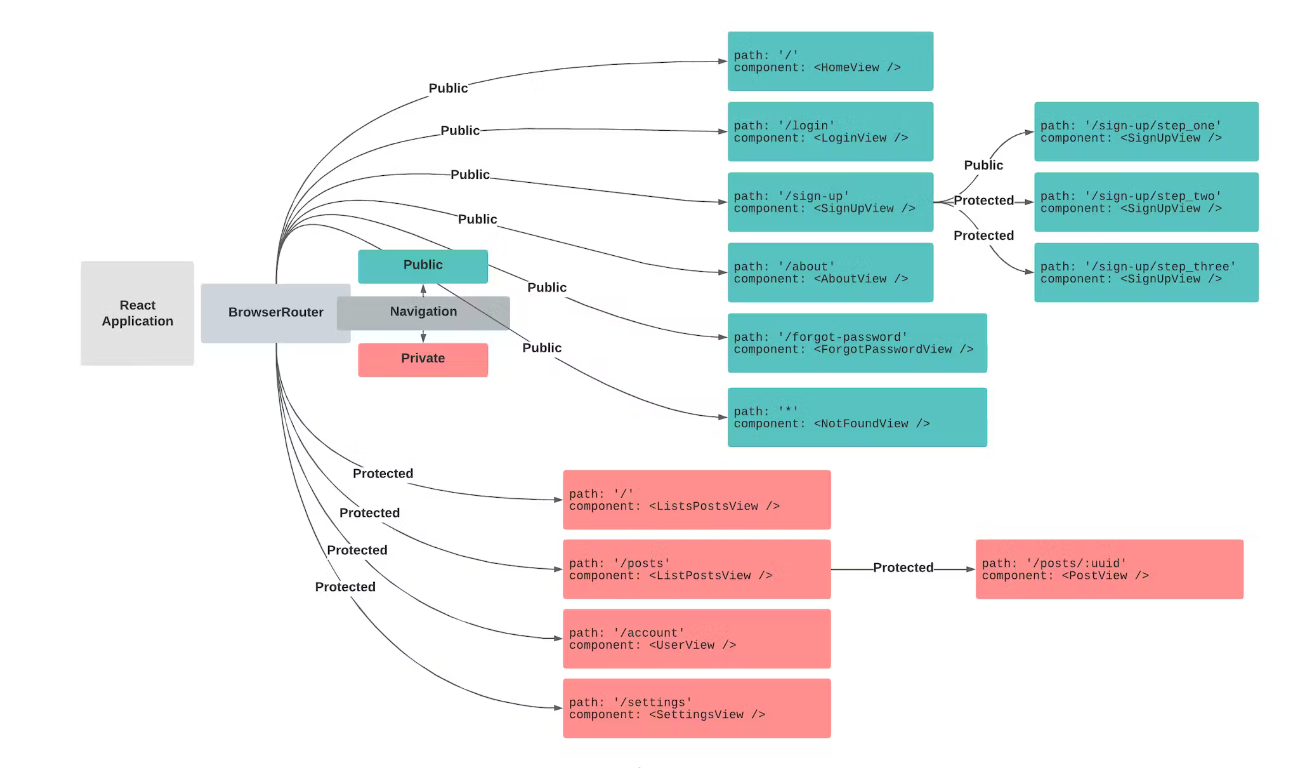 React
Application
BrowserRouter
Public
Navigation
Private
Public
path: '/'
component: <HomeView />
Public
path: '/login'
component: <LoginView />
Public
path: '/sign-up'
component: <SignUpView />
Public
path: '/sign-up/step_one'
component: <SignUpView />
Protected
path: '/sign-up/step_two'
component: <SignUpView />
Protected
path: '/sign-up/step_three'
component: <SignUpView />
Public
path: '/about'
component: <AboutView />
Public
path: '/forgot-password'
component: <ForgotPasswordView />
Public
path: '*'
component: <NotFoundView />
Protected
path: '/'
component: <ListsPostsView />
Protected
path: '/posts'
component: <ListPostsView />
Protected
path: '/posts/:uuid'
component: <PostView />
Protected
path: '/account'
component: <UserView />
Protected
path: '/settings'
component: <SettingsView />